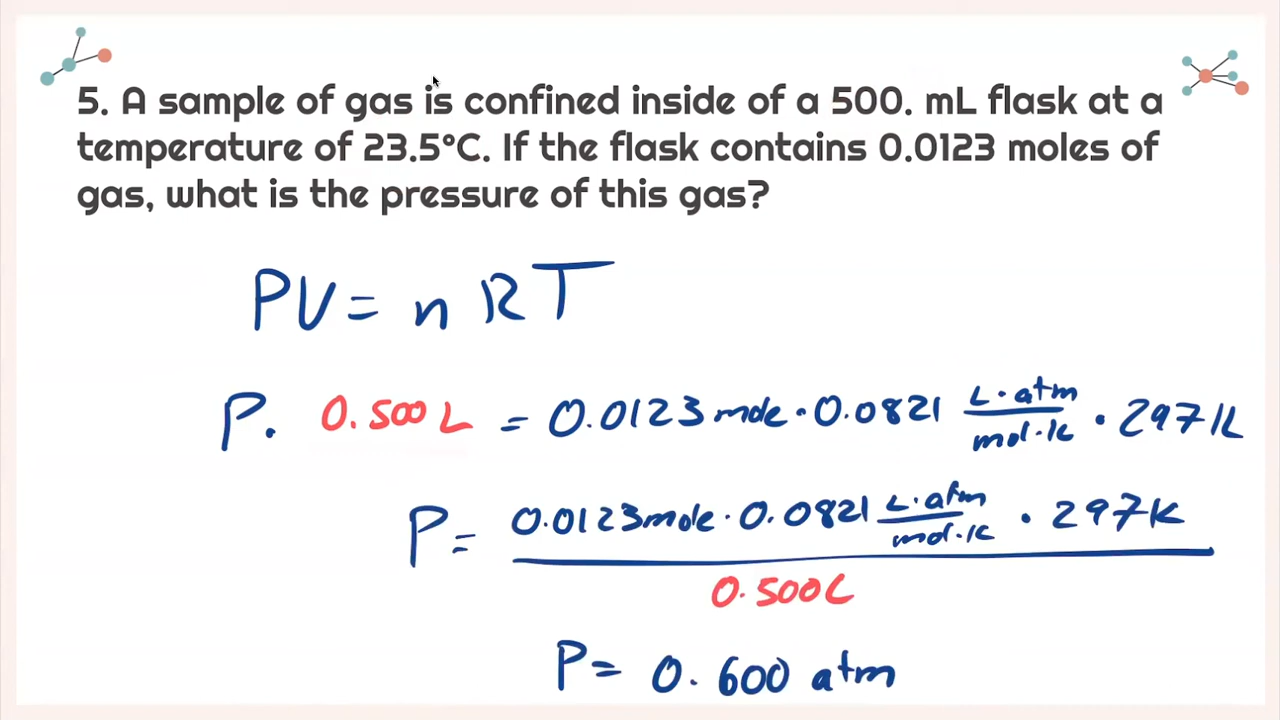 5. A sample of gas is confined inside of a 500. mL flask at a
temperature of 23.5°C. If the flask contains 0.0123 moles of
gas, what is the pressure of this gas?
PV = nRT
P. 0.500 L = 0.0123 mole · 0.0821 L·atm/mol·K · 297 K
P = 0.0123 mole · 0.0821 L·atm/mol·K · 297 K
0.500 L
P = 0.600 atm